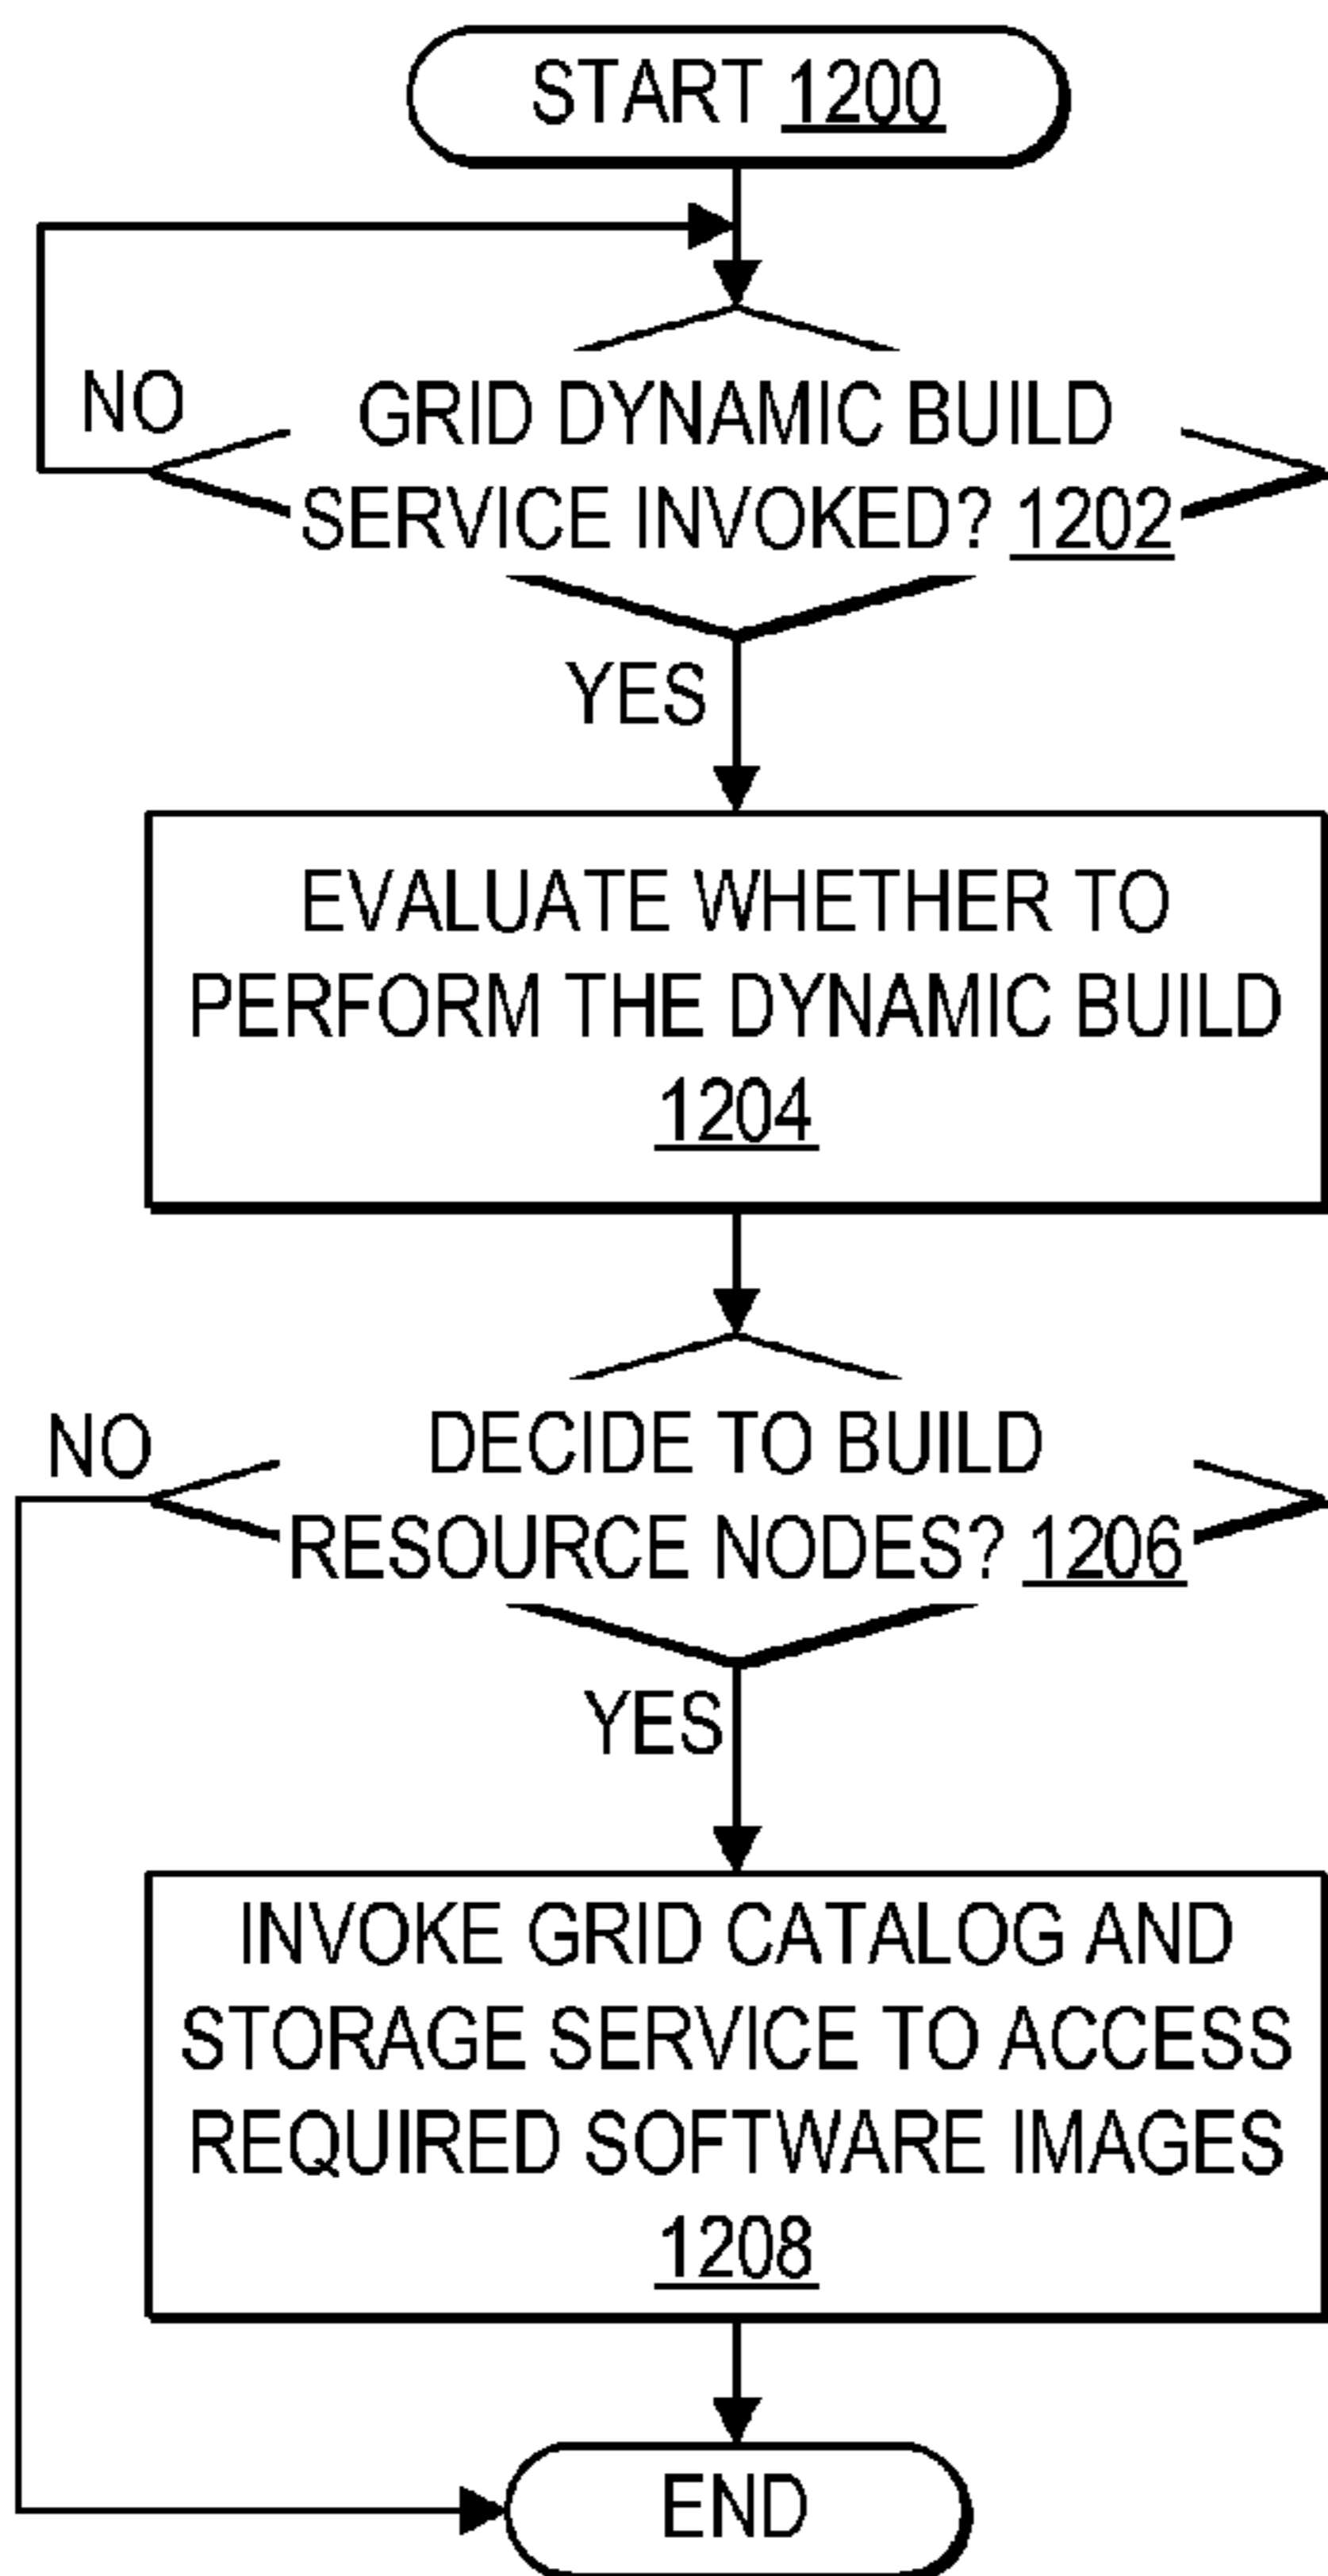 START 1200
NO
GRID DYNAMIC BUILD
SERVICE INVOKED? 1202
YES
EVALUATE WHETHER TO
PERFORM THE DYNAMIC BUILD
1204
NO
DECIDE TO BUILD
RESOURCE NODES? 1206
YES
INVOKE GRID CATALOG AND
STORAGE SERVICE TO ACCESS
REQUIRED SOFTWARE IMAGES
1208
END